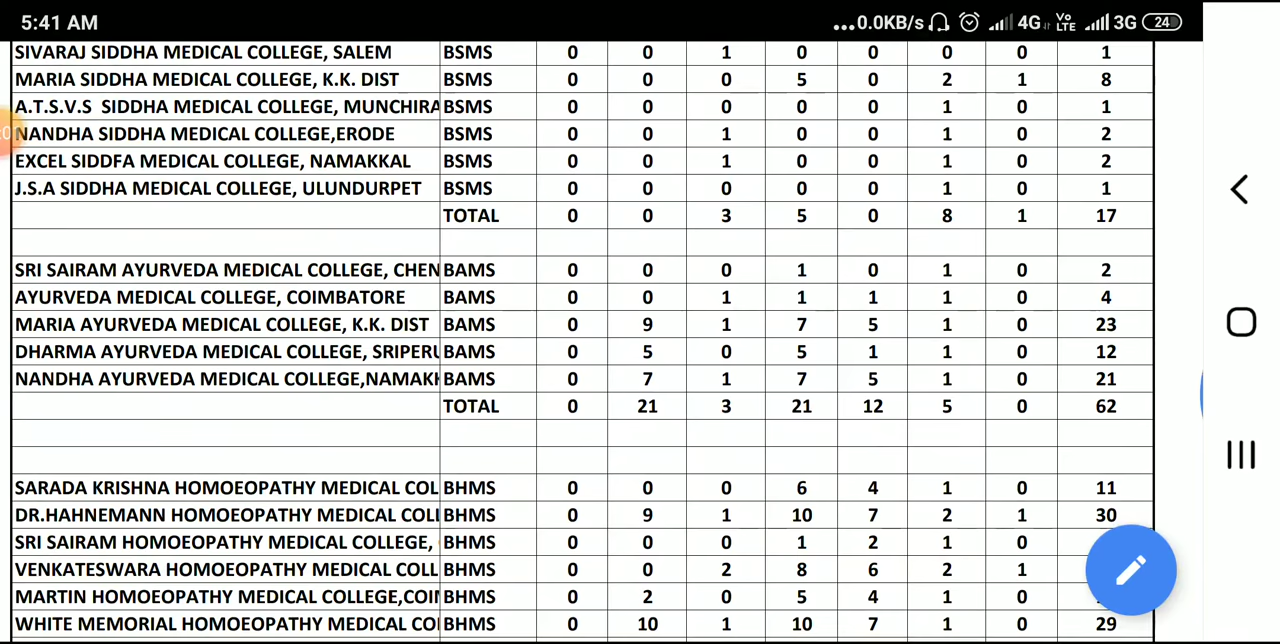 5:41 AM ...0.0KB/s 4G Vo LTE 3G 24
SIVARAJ SIDDHA MEDICAL COLLEGE, SALEM BSMS 0 0 1 0 0 0 0 1
MARIA SIDDHA MEDICAL COLLEGE, K.K. DIST BSMS 0 0 0 5 0 2 1 8
A.T.S.V.S SIDDHA MEDICAL COLLEGE, MUNCHIRA BSMS 0 0 0 0 0 1 0 1
NANDHA SIDDHA MEDICAL COLLEGE,ERODE BSMS 0 0 1 0 0 1 0 2
EXCEL SIDDFA MEDICAL COLLEGE, NAMAKKAL BSMS 0 0 1 0 0 1 0 2
J.S.A SIDDHA MEDICAL COLLEGE, ULUNDURPET BSMS 0 0 0 0 0 1 0 1
TOTAL 0 0 3 5 0 8 1 17
SRI SAIRAM AYURVEDA MEDICAL COLLEGE, CHEN BAMS 0 0 0 1 0 1 0 2
AYURVEDA MEDICAL COLLEGE, COIMBATORE BAMS 0 0 1 1 1 1 0 4
MARIA AYURVEDA MEDICAL COLLEGE, K.K. DIST BAMS 0 9 1 7 5 1 0 23
DHARMA AYURVEDA MEDICAL COLLEGE, SRIPERU BAMS 0 5 0 5 1 1 0 12
NANDHA AYURVEDA MEDICAL COLLEGE,NAMAKK BAMS 0 7 1 7 5 1 0 21
TOTAL 0 21 3 21 12 5 0 62
SARADA KRISHNA HOMOEOPATHY MEDICAL COL BHMS 0 0 0 6 4 1 0 11
DR.HAHNEMANN HOMOEOPATHY MEDICAL COLL BHMS 0 9 1 10 7 2 1 30
SRI SAIRAM HOMOEOPATHY MEDICAL COLLEGE, BHMS 0 0 0 1 2 1 0
VENKATESWARA HOMOEOPATHY MEDICAL COLL BHMS 0 0 2 8 6 2 1
MARTIN HOMOEOPATHY MEDICAL COLLEGE,COIM BHMS 0 2 0 5 4 1 0
WHITE MEMORIAL HOMOEOPATHY MEDICAL CO BHMS 0 10 1 10 7 1 0 29